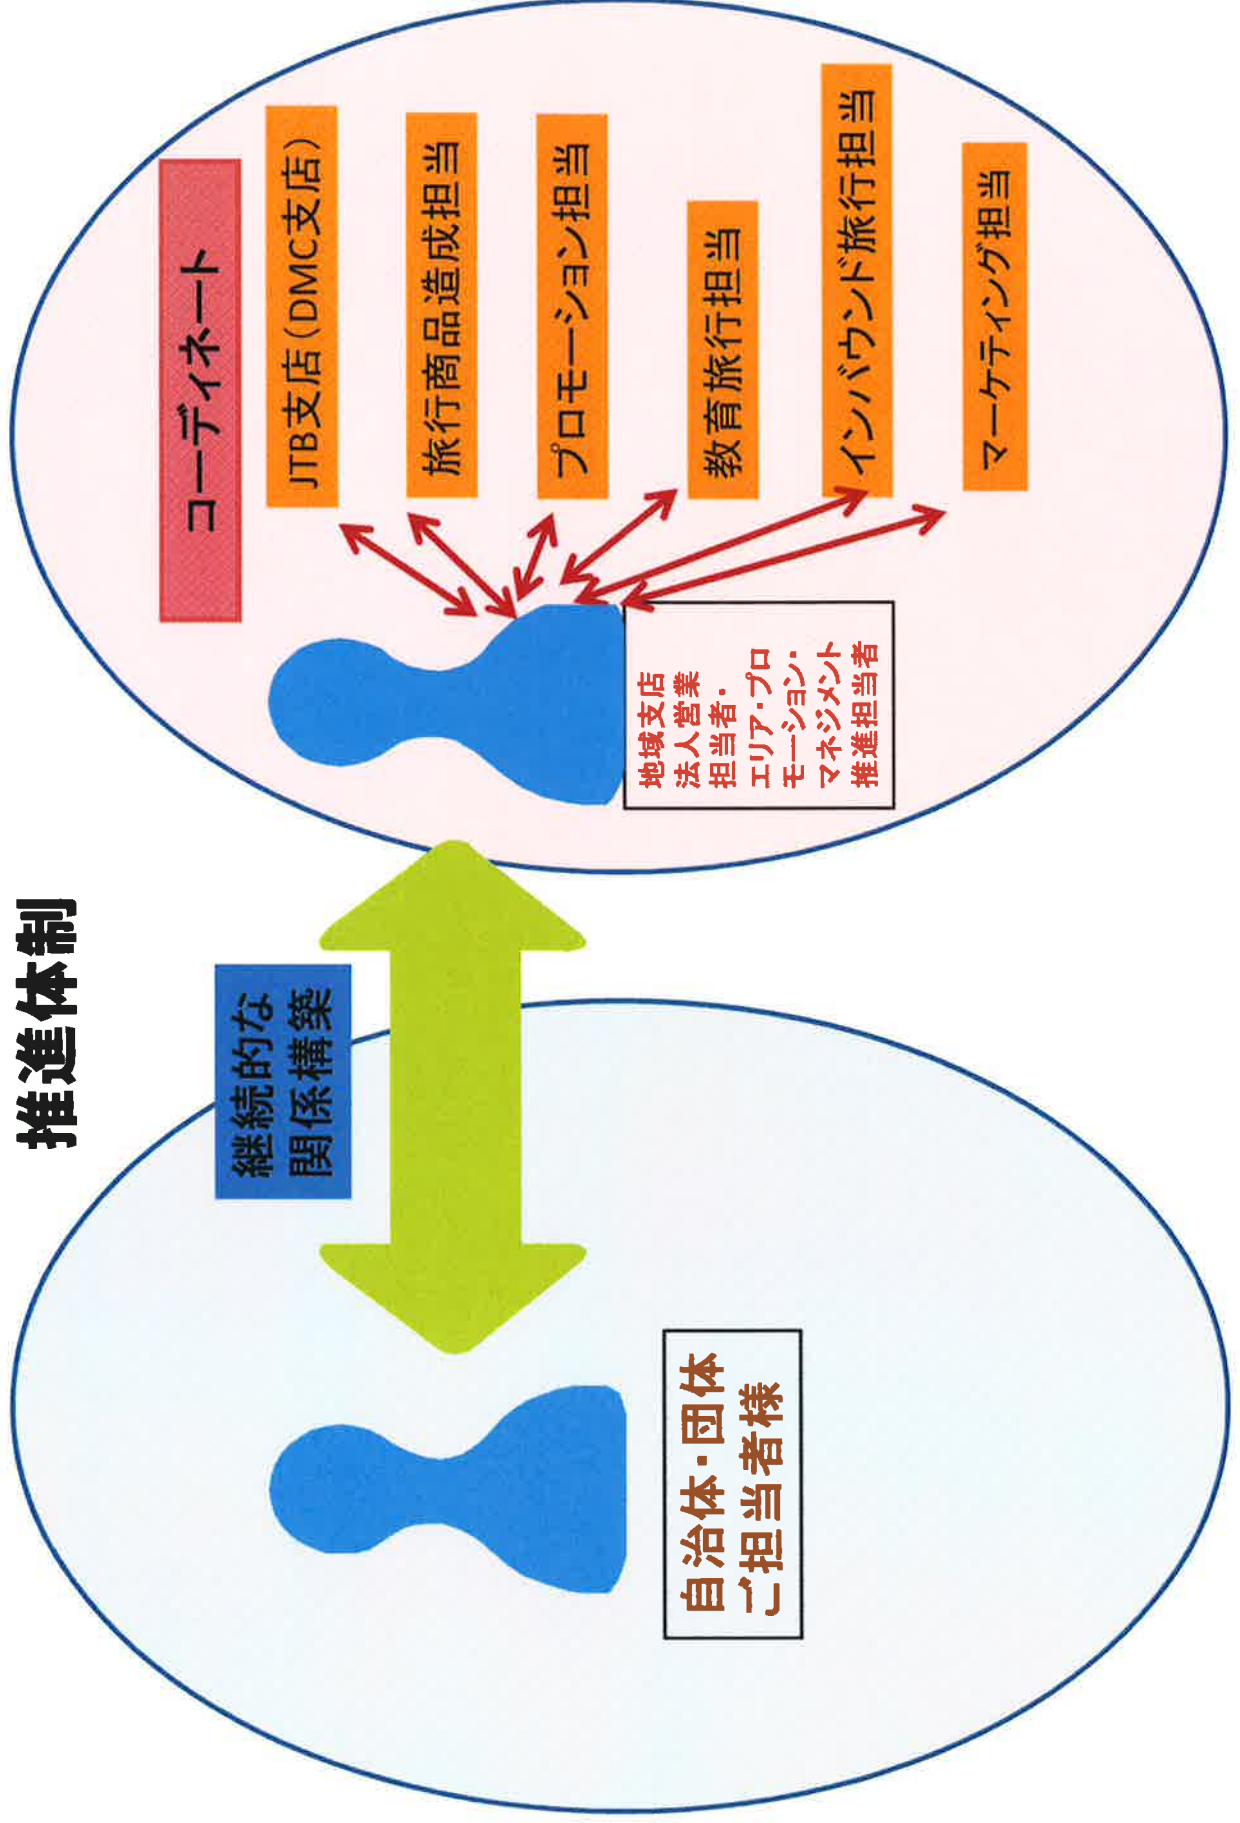 推進体制
継続的な
関係構築
自治体・団体
ご担当者様
コーディネート
JTB支店(DMC支店)
旅行商品造成担当
プロモーション担当
教育旅行担当
インバウンド旅行担当
マーケティング担当
地域支店
法人営業
担当者・
エリア・プロ
モーション・
マネジメント
推進担当者